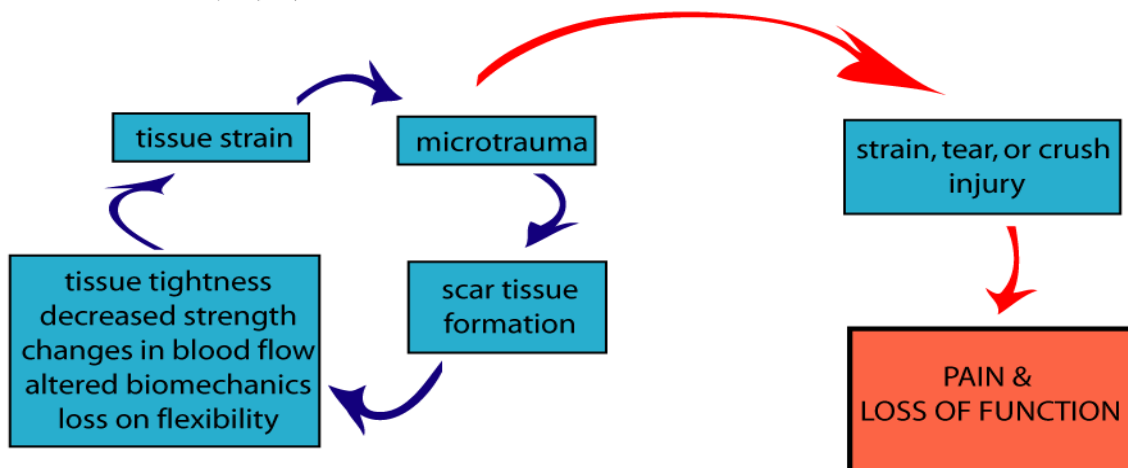 tissue strain
microtrauma
strain, tear, or crush
injury
tissue tightness
decreased strength
changes in blood flow
altered biomechanics
loss on flexibility
scar tissue
formation
PAIN &
LOSS OF FUNCTION